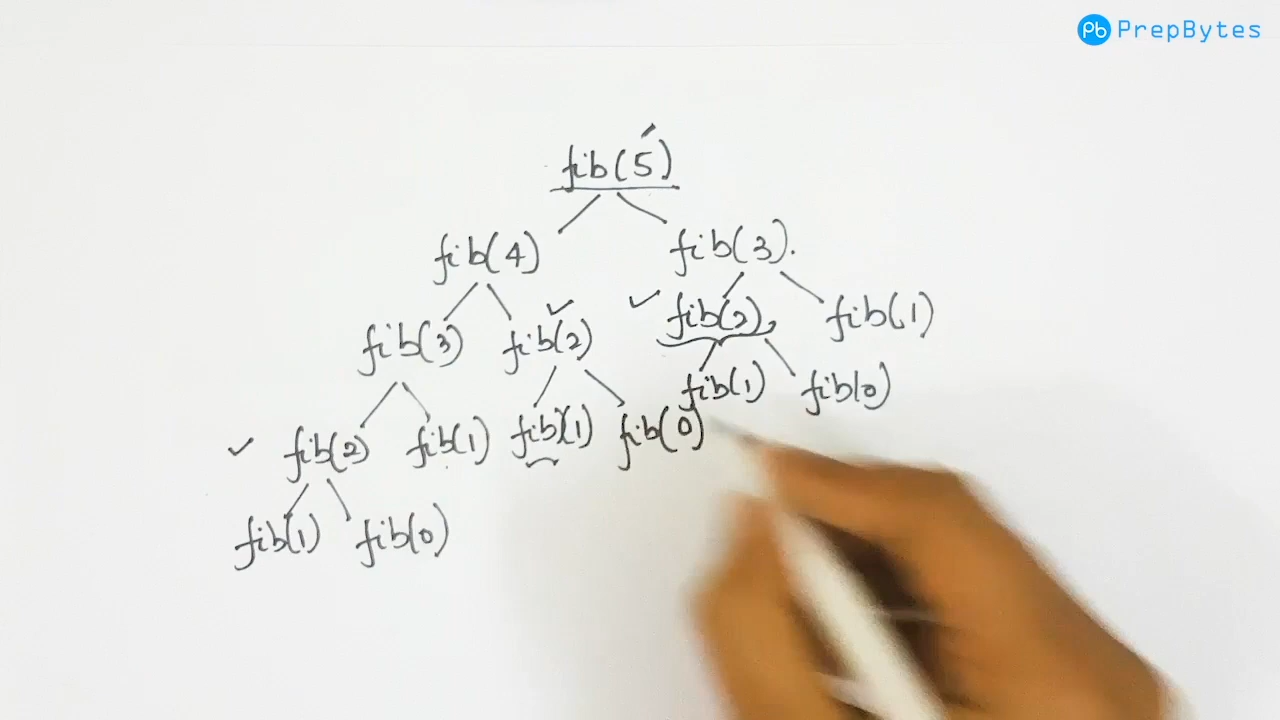 PrepBytes
fib(5)
fib(4) fib(3).
fib(3) fib(2) fib(2), fib(1)
fib(2) fib(1) fib(1) fib(0) fib(1) fib(0)
fib(1) fib(0)